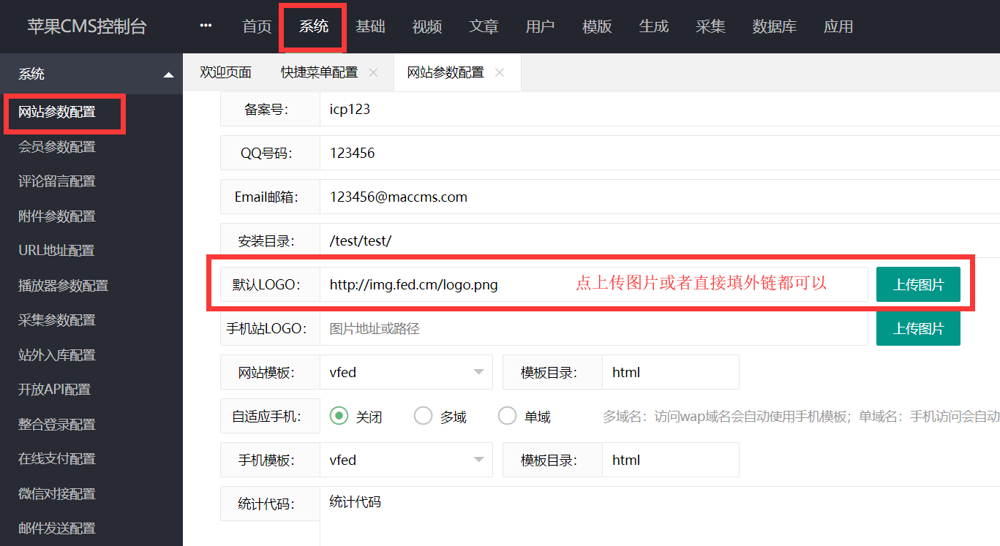 苹果CMS控制台 ··· 首页 系统 基础 视频 文章 用户 模版 生成 采集 数据库 应用
系统
网站参数配置
会员参数配置
评论留言配置
附件参数配置
URL地址配置
播放器参数配置
采集参数配置
站外入库配置
开放API配置
整合登录配置
在线支付配置
微信对接配置
邮件发送配置
欢迎页面 快捷菜单配置 × 网站参数配置 ×
备案号： icp123
QQ号码： 123456
Email邮箱： 123456@maccms.com
安装目录： /test/test/
默认LOGO： http://img.fed.cm/logo.png 点上传图片或者直接填外链都可以 上传图片
手机站LOGO： 图片地址或路径 上传图片
网站模板： vfed 模板目录： html
自适应手机： 关闭 多域 单域 多域名：访问wap域名会自动使用手机模板；单域名：手机访问会自动
手机模板： vfed 模板目录： html
统计代码： 统计代码